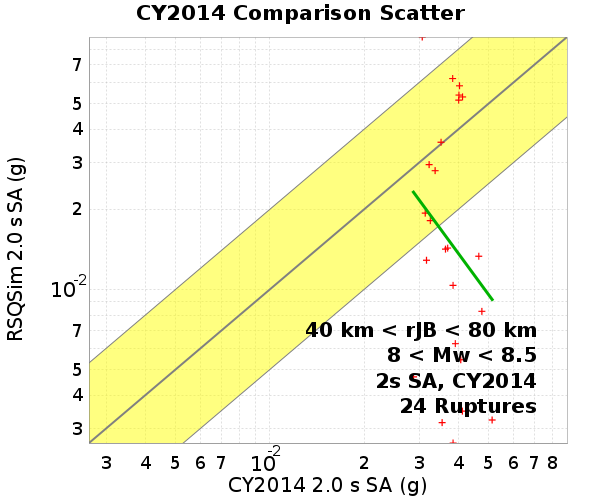 CY2014 Comparison Scatter
RSQSim 2.0 s SA (g)
7
5
4
3
2
10-2
7
5
4
3
40 km < rJB < 80 km
8 < Mw < 8.5
2s SA, CY2014
24 Ruptures
3 4 5 6 7 10-2 2 3 4 5 6 7 8
CY2014 2.0 s SA (g)